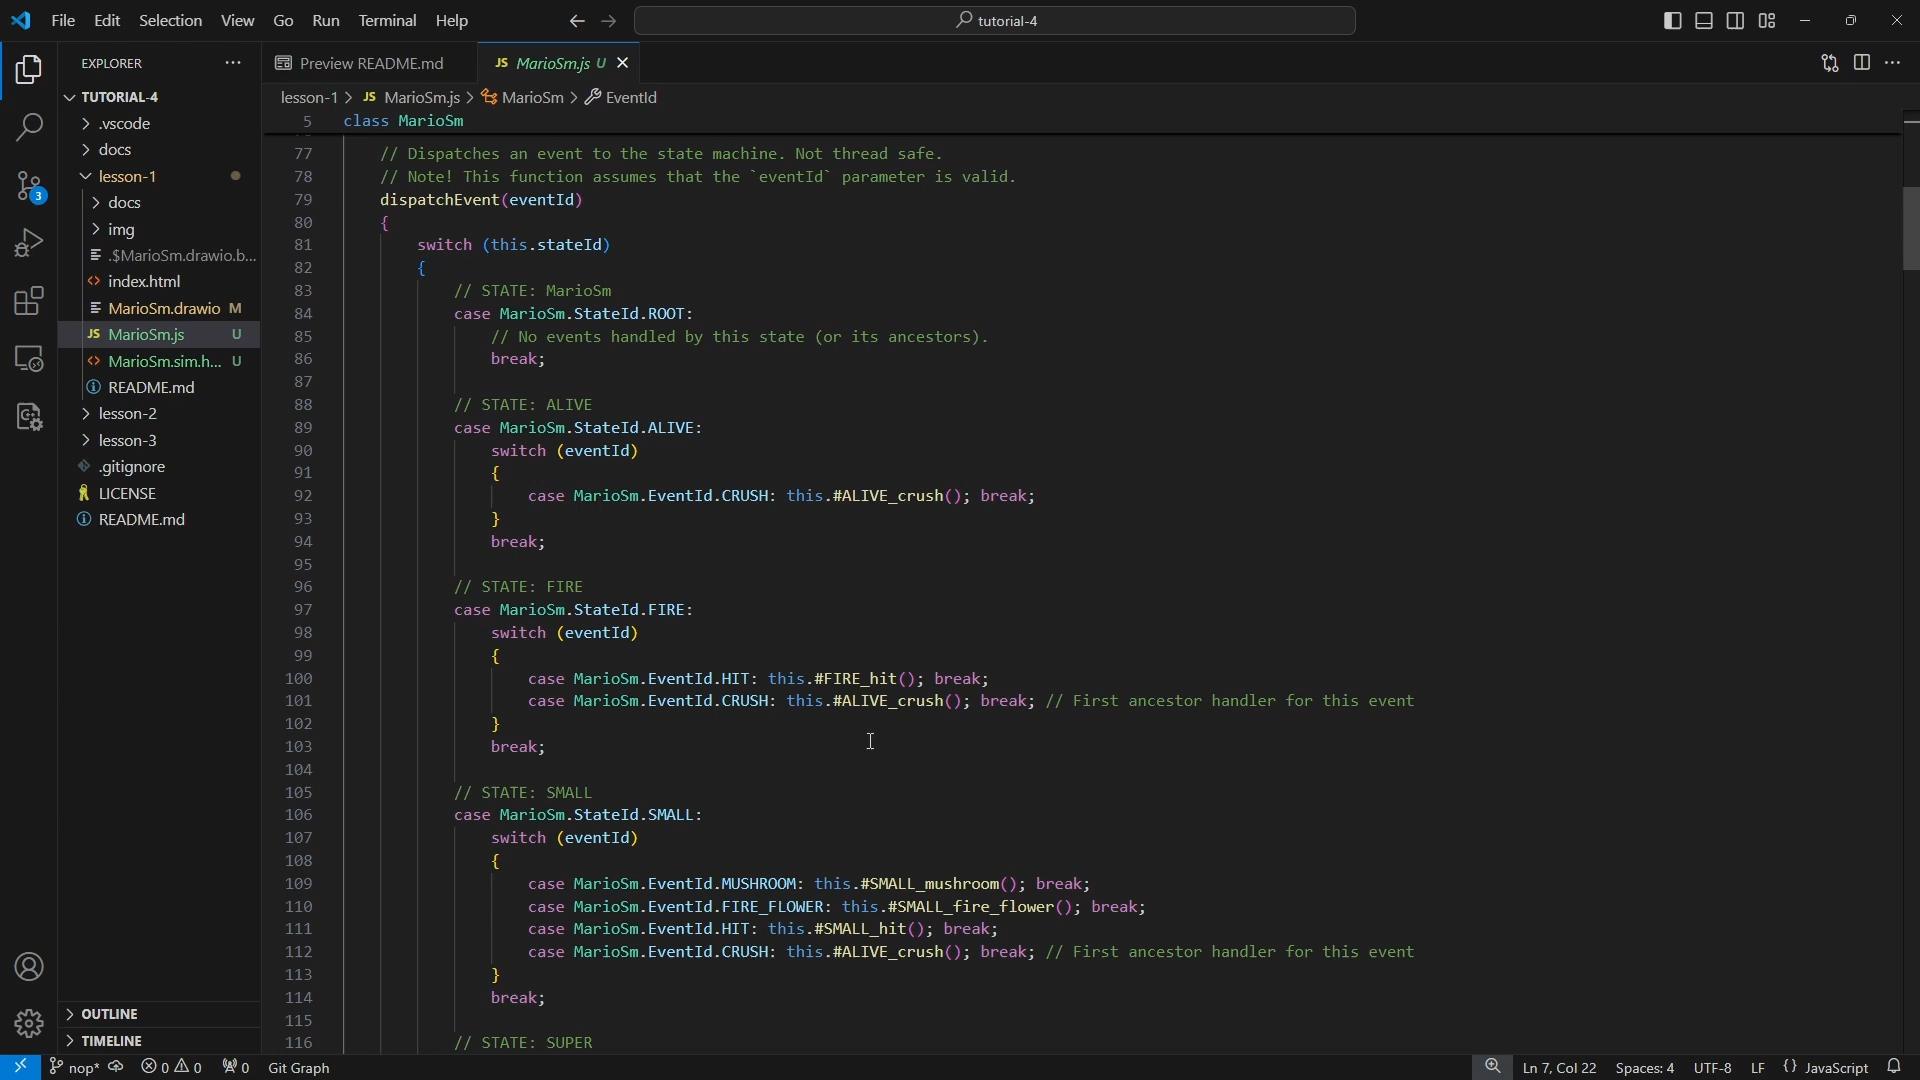 File Edit Selection View Go Run Terminal Help
tutorial-4
EXPLORER
Preview README.md
JS MarioSm.js U
TUTORIAL-4
lesson-1 > JS MarioSm.js > MarioSm > EventId
5 class MarioSm
.vscode
docs
lesson-1
docs
img
.$MarioSm.drawio.b...
index.html
MarioSm.drawio M
JS MarioSm.js U
MarioSm.sim.h... U
README.md
lesson-2
lesson-3
.gitignore
LICENSE
README.md
3
OUTLINE
TIMELINE
77 // Dispatches an event to the state machine. Not thread safe.
78 // Note! This function assumes that the `eventId` parameter is valid.
79 dispatchEvent(eventId)
80 {
81 switch (this.stateId)
82 {
83 // STATE: MarioSm
84 case MarioSm.StateId.ROOT:
85 // No events handled by this state (or its ancestors).
86 break;
87
88 // STATE: ALIVE
89 case MarioSm.StateId.ALIVE:
90 switch (eventId)
91 {
92 case MarioSm.EventId.CRUSH: this.#ALIVE_crush(); break;
93 }
94 break;
95
96 // STATE: FIRE
97 case MarioSm.StateId.FIRE:
98 switch (eventId)
99 {
100 case MarioSm.EventId.HIT: this.#FIRE_hit(); break;
101 case MarioSm.EventId.CRUSH: this.#ALIVE_crush(); break; // First ancestor handler for this event
102 }
103 break;
104
105 // STATE: SMALL
106 case MarioSm.StateId.SMALL:
107 switch (eventId)
108 {
109 case MarioSm.EventId.MUSHROOM: this.#SMALL_mushroom(); break;
110 case MarioSm.EventId.FIRE_FLOWER: this.#SMALL_fire_flower(); break;
111 case MarioSm.EventId.HIT: this.#SMALL_hit(); break;
112 case MarioSm.EventId.CRUSH: this.#ALIVE_crush(); break; // First ancestor handler for this event
113 }
114 break;
115
116 // STATE: SUPER
nop* 0 0 0 Git Graph Ln 7, Col 22 Spaces: 4 UTF-8 LF {} JavaScript